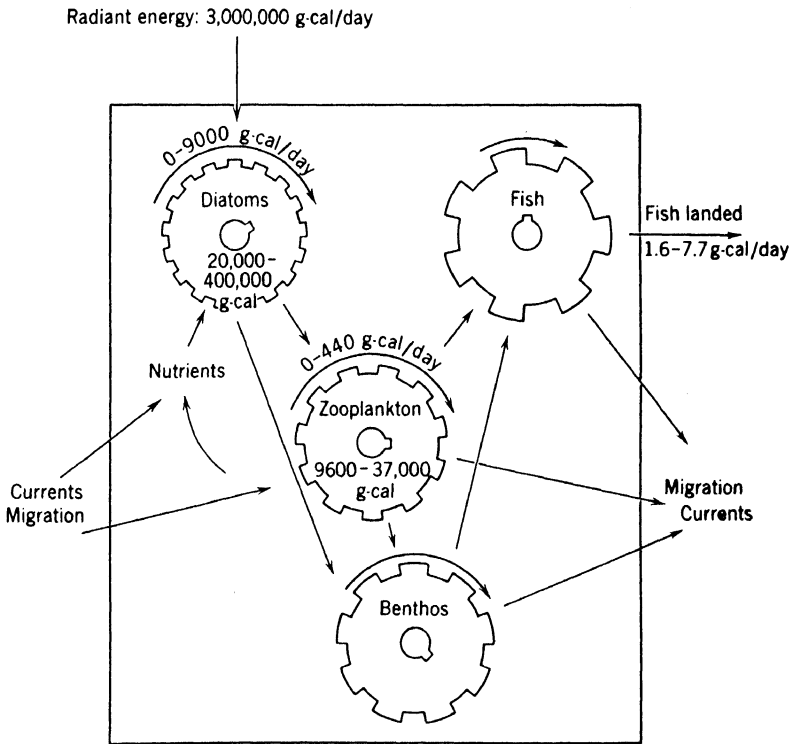 Radiant energy: 3,000,000 g-cal/day
0-9000 g-cal/day
Diatoms
20,000-
400,000
g-cal
Fish
Fish landed
1.6-7.7 g-cal/day
Nutrients
0-440 g-cal/day
Zooplankton
9600-37,000
g-cal
Currents
Migration
Migration
Currents
Benthos